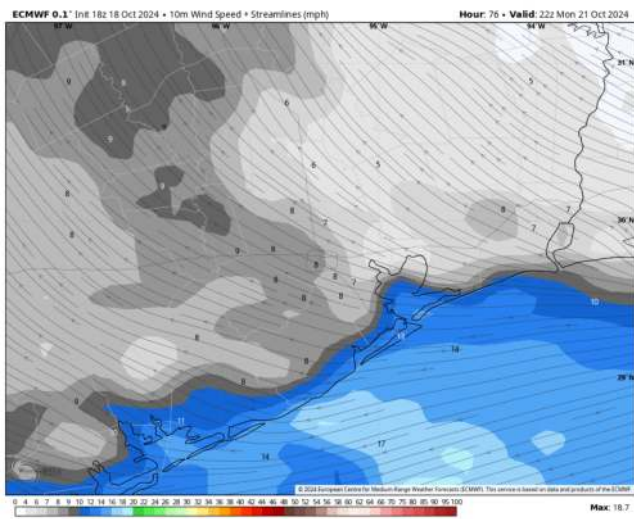 ECMWF 0.1° Init 18z 18 Oct 2024 • 10m Wind Speed + Streamlines (mph) Hour: 76 • Valid: 22z Mon 21 Oct 2024
97°W 96°W 95°W 94°W
31°N
9 9 5
6
9
6 5
9
8 8 8 7
8 7
9 8
8
8 8 7
8 8
10
8
14
8
29°N
8
9
11
17
16
© 2024 European Centre for Medium-Range Weather Forecasts (ECMWF). This service is based on data and products of the ECMWF
0 4 6 7 8 9 10 12 14 16 18 20 22 24 26 28 30 32 34 36 38 40 42 44 46 48 50 52 54 56 58 60 65 70 75 80 85 90 95 100 Max: 18.7